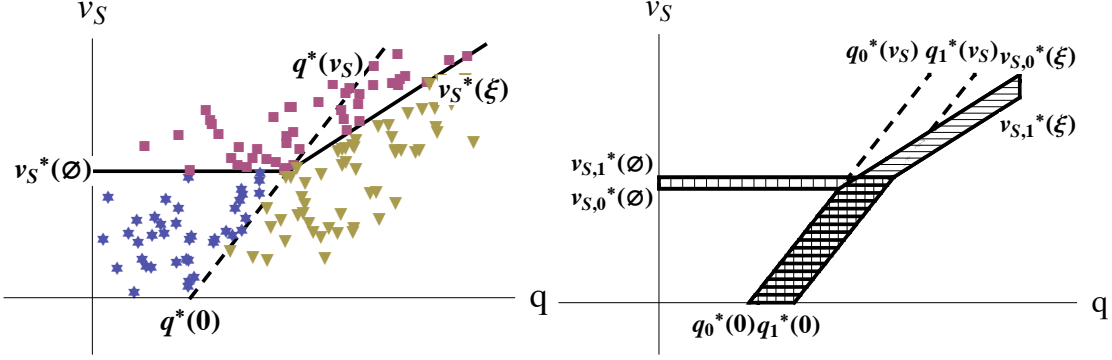 v_S
q*(v_S)
v_S*(ξ)
v_S*(∅)
q*(0)
q
v_S
q_0*(v_S) q_1*(v_S) v_{S,0}*(ξ)
v_{S,1}*(ξ)
v_{S,1}*(∅)
v_{S,0}*(∅)
q_0*(0) q_1*(0)
q